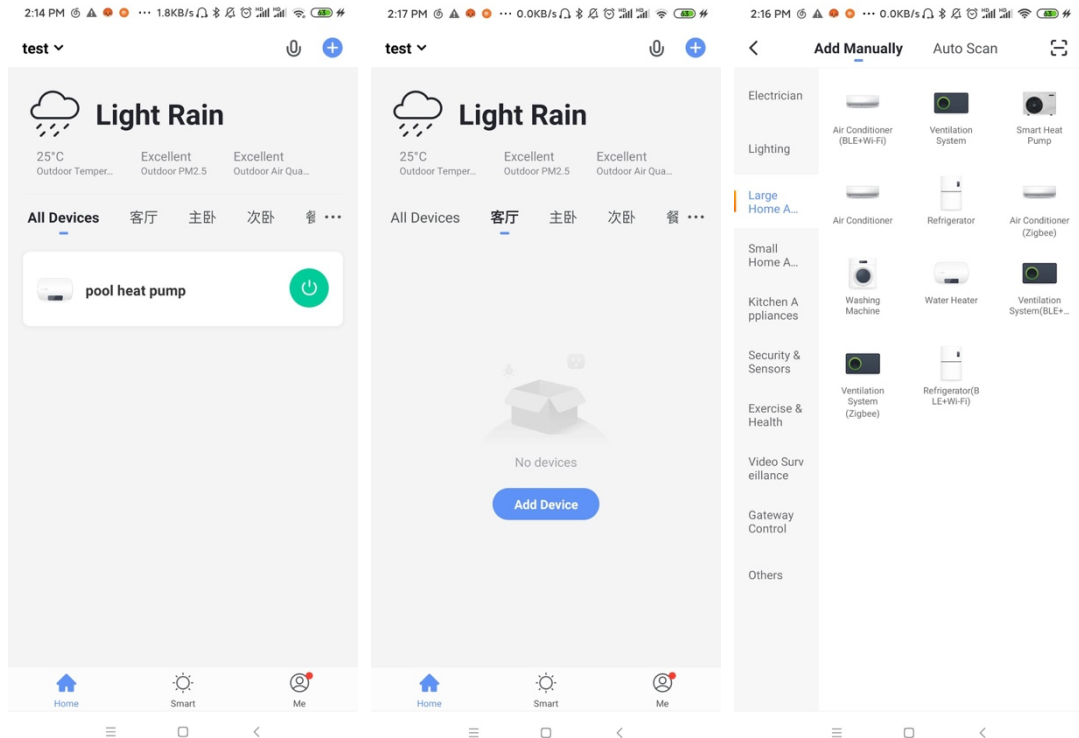 2:14 PM
1.8KB/s
63
test
Light Rain
25°C
Excellent
Excellent
Outdoor Temper...
Outdoor PM2.5
Outdoor Air Qua...
All Devices
客厅
主卧
次卧
餐
pool heat pump
Home
Smart
Me
2:17 PM
0.0KB/s
63
test
Light Rain
25°C
Excellent
Excellent
Outdoor Temper...
Outdoor PM2.5
Outdoor Air Qua...
All Devices
客厅
主卧
次卧
餐
No devices
Add Device
Home
Smart
Me
2:16 PM
0.0KB/s
63
Add Manually
Auto Scan
Electrician
Lighting
Large
Home A...
Small
Home A...
Kitchen A
ppliances
Security &
Sensors
Exercise &
Health
Video Surv
eillance
Gateway
Control
Others
Air Conditioner
(BLE+Wi-Fi)
Ventilation
System
Smart Heat
Pump
Air Conditioner
Refrigerator
Air Conditioner
(Zigbee)
Washing
Machine
Water Heater
Ventilation
System(BLE+...
Ventilation
System
(Zigbee)
Refrigerator(B
LE+Wi-Fi)